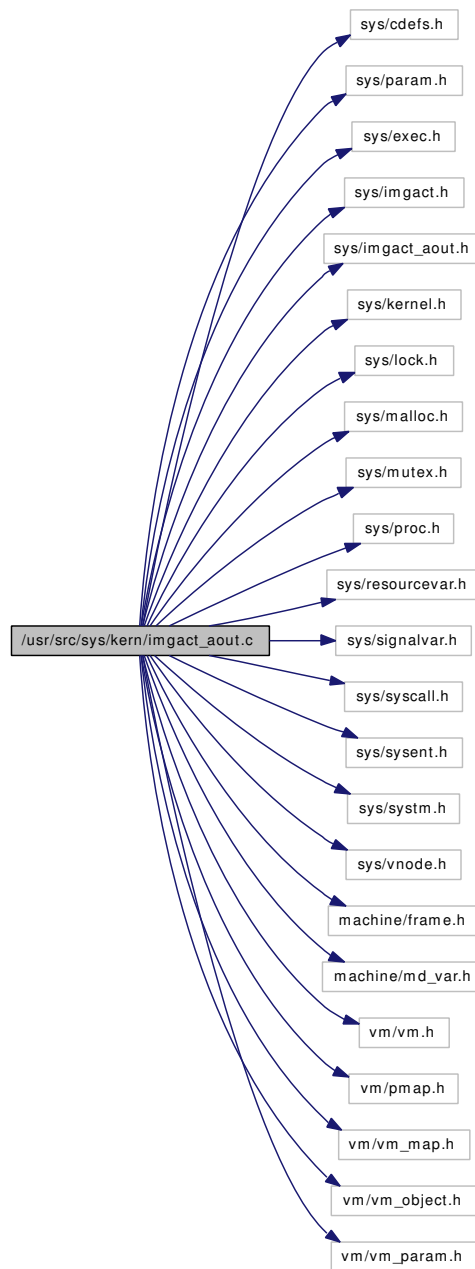 sys/cdefs.h
sys/param.h
sys/exec.h
sys/imgact.h
sys/imgact_aout.h
sys/kernel.h
sys/lock.h
sys/malloc.h
sys/mutex.h
sys/proc.h
sys/resourcevar.h
/usr/src/sys/kern/imgact_aout.c
sys/signalvar.h
sys/syscall.h
sys/sysent.h
sys/systm.h
sys/vnode.h
machine/frame.h
machine/md_var.h
vm/vm.h
vm/pmap.h
vm/vm_map.h
vm/vm_object.h
vm/vm_param.h